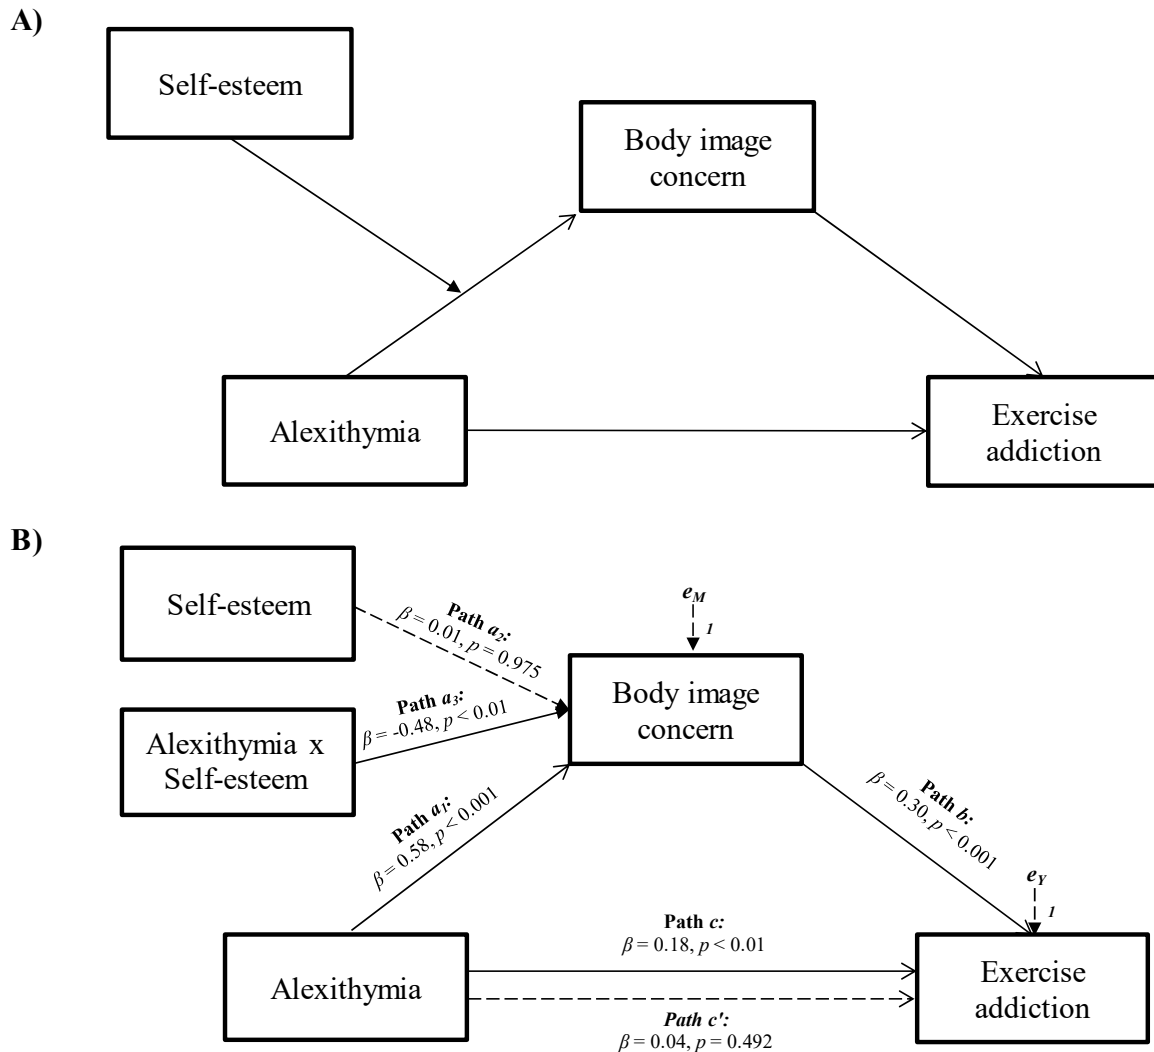 A)
Self-esteem
Body image
concern
Alexithymia
Exercise
addiction
B)
Self-esteem
Path a₂:
β = 0.01, p = 0.975
e_M
1
Body image
concern
Alexithymia x
Self-esteem
Path a₃:
β = -0.48, p < 0.01
Path a₁:
β = 0.58, p < 0.001
Path b:
β = 0.30, p < 0.001
e_Y
1
Alexithymia
Path c:
β = 0.18, p < 0.01
Path c':
β = 0.04, p = 0.492
Exercise
addiction